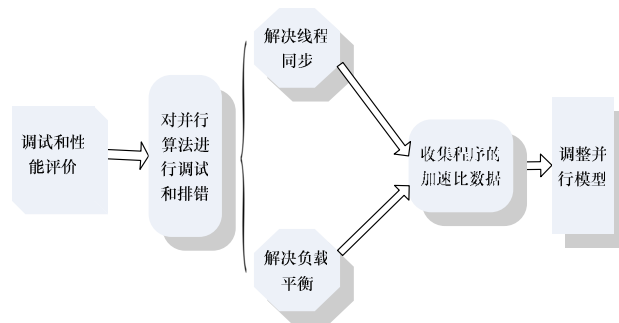 调试和性
能评价
对并行
算法进
行调试
和排错
解决线程
同步
解决负载
平衡
收集程序的
加速比数据
调整并
行模型